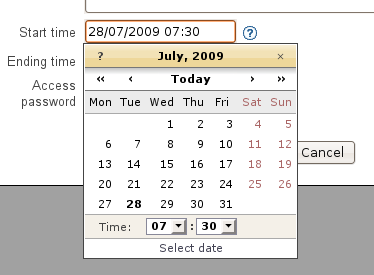 Start time 28/07/2009 07:30 ?
Ending time
Access password
? July, 2009 ×
« ‹ Today › »
Mon Tue Wed Thu Fri Sat Sun
1 2 3 4 5
6 7 8 9 10 11 12
13 14 15 16 17 18 19
20 21 22 23 24 25 26
27 28 29 30 31
Time: 07 : 30
Select date
Cancel